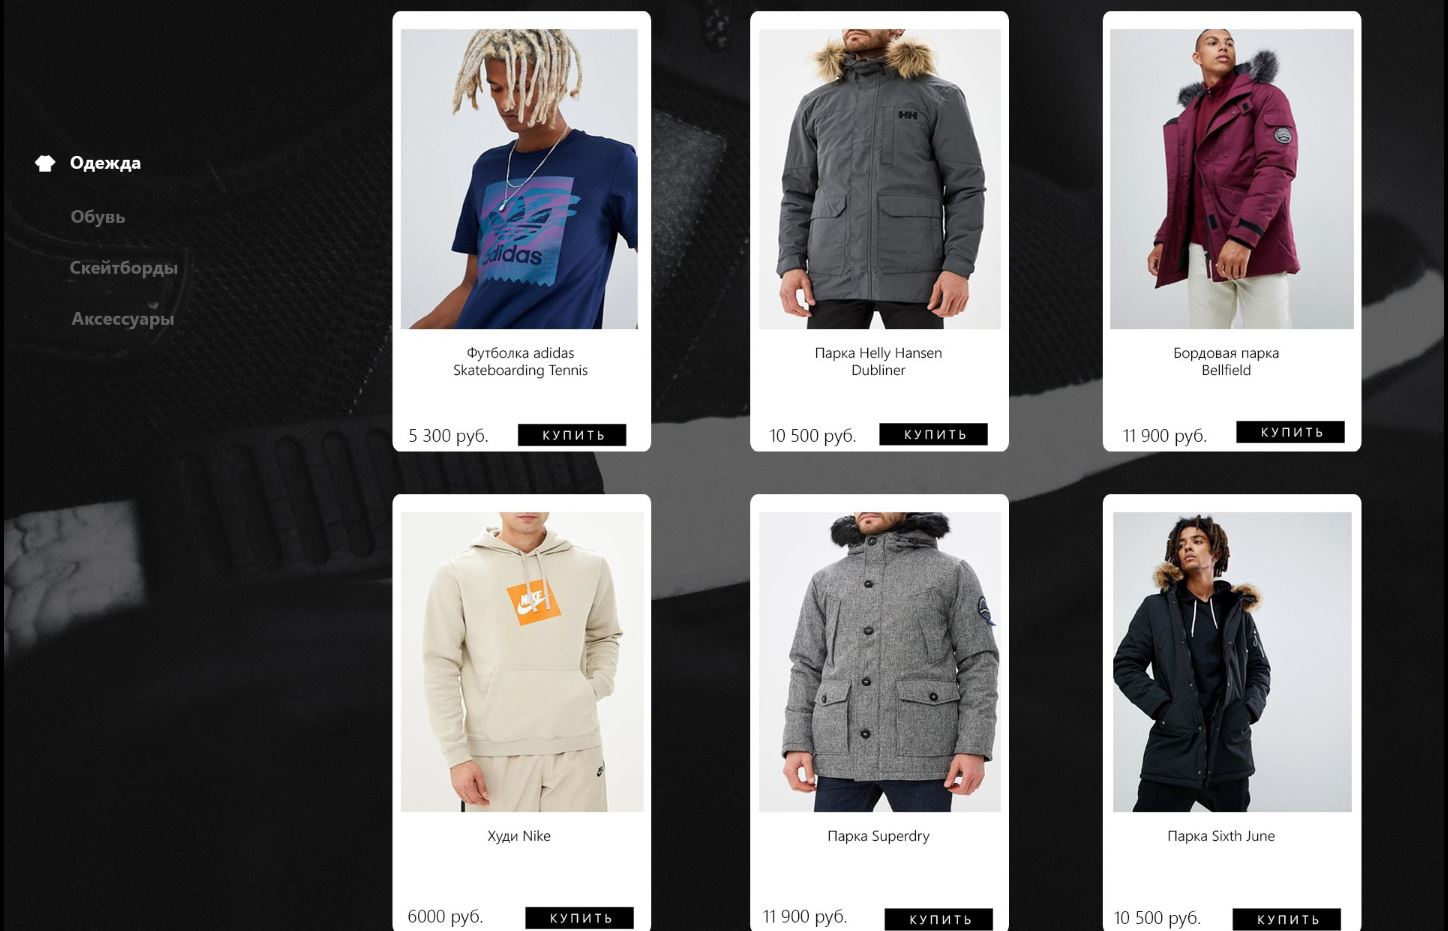 Одежда
Обувь
Скейтборды
Аксессуары
adidas
Футболка adidas
Skateboarding Tennis
5 300 руб.
КУПИТЬ
HH
Парка Helly Hansen
Dubliner
10 500 руб.
КУПИТЬ
Бордовая парка
Bellfield
11 900 руб.
КУПИТЬ
NIKE
Худи Nike
6000 руб.
КУПИТЬ
Парка Superdry
11 900 руб.
КУПИТЬ
Парка Sixth June
10 500 руб.
КУПИТЬ